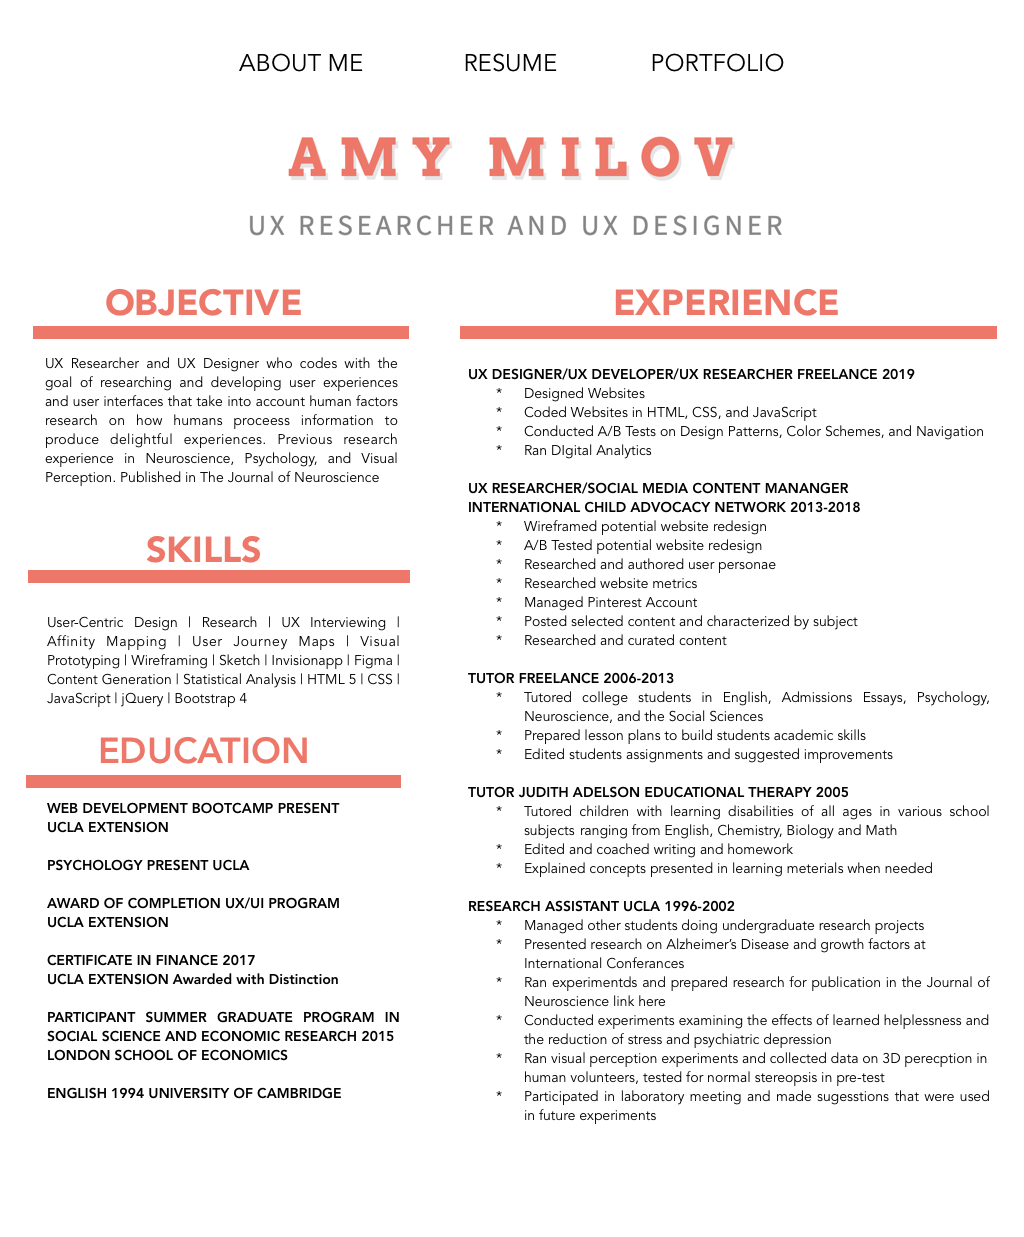 ABOUT ME RESUME PORTFOLIO
AMY MILOV
UX RESEARCHER AND UX DESIGNER
OBJECTIVE
UX Researcher and UX Designer who codes with the
goal of researching and developing user experiences
and user interfaces that take into account human factors
research on how humans proceess information to
produce delightful experiences. Previous research
experience in Neuroscience, Psychology, and Visual
Perception. Published in The Journal of Neuroscience
SKILLS
User-Centric Design | Research | UX Interviewing |
Affinity Mapping | User Journey Maps | Visual
Prototyping | Wireframing | Sketch | Invisionapp | Figma |
Content Generation | Statistical Analysis | HTML 5 | CSS |
JavaScript | jQuery | Bootstrap 4
EDUCATION
WEB DEVELOPMENT BOOTCAMP PRESENT
UCLA EXTENSION
PSYCHOLOGY PRESENT UCLA
AWARD OF COMPLETION UX/UI PROGRAM
UCLA EXTENSION
CERTIFICATE IN FINANCE 2017
UCLA EXTENSION Awarded with Distinction
PARTICIPANT SUMMER GRADUATE PROGRAM IN
SOCIAL SCIENCE AND ECONOMIC RESEARCH 2015
LONDON SCHOOL OF ECONOMICS
ENGLISH 1994 UNIVERSITY OF CAMBRIDGE
EXPERIENCE
UX DESIGNER/UX DEVELOPER/UX RESEARCHER FREELANCE 2019
* Designed Websites
* Coded Websites in HTML, CSS, and JavaScript
* Conducted A/B Tests on Design Patterns, Color Schemes, and Navigation
* Ran DIgital Analytics
UX RESEARCHER/SOCIAL MEDIA CONTENT MANANGER
INTERNATIONAL CHILD ADVOCACY NETWORK 2013-2018
* Wireframed potential website redesign
* A/B Tested potential website redesign
* Researched and authored user personae
* Researched website metrics
* Managed Pinterest Account
* Posted selected content and characterized by subject
* Researched and curated content
TUTOR FREELANCE 2006-2013
* Tutored college students in English, Admissions Essays, Psychology,
Neuroscience, and the Social Sciences
* Prepared lesson plans to build students academic skills
* Edited students assignments and suggested improvements
TUTOR JUDITH ADELSON EDUCATIONAL THERAPY 2005
* Tutored children with learning disabilities of all ages in various school
subjects ranging from English, Chemistry, Biology and Math
* Edited and coached writing and homework
* Explained concepts presented in learning materials when needed
RESEARCH ASSISTANT UCLA 1996-2002
* Managed other students doing undergraduate research projects
* Presented research on Alzheimer's Disease and growth factors at
International Conferances
* Ran experimentds and prepared research for publication in the Journal of
Neuroscience link here
* Conducted experiments examining the effects of learned helplessness and
the reduction of stress and psychiatric depression
* Ran visual perception experiments and collected data on 3D perecption in
human volunteers, tested for normal stereopsis in pre-test
* Participated in laboratory meeting and made sugesstions that were used
in future experiments